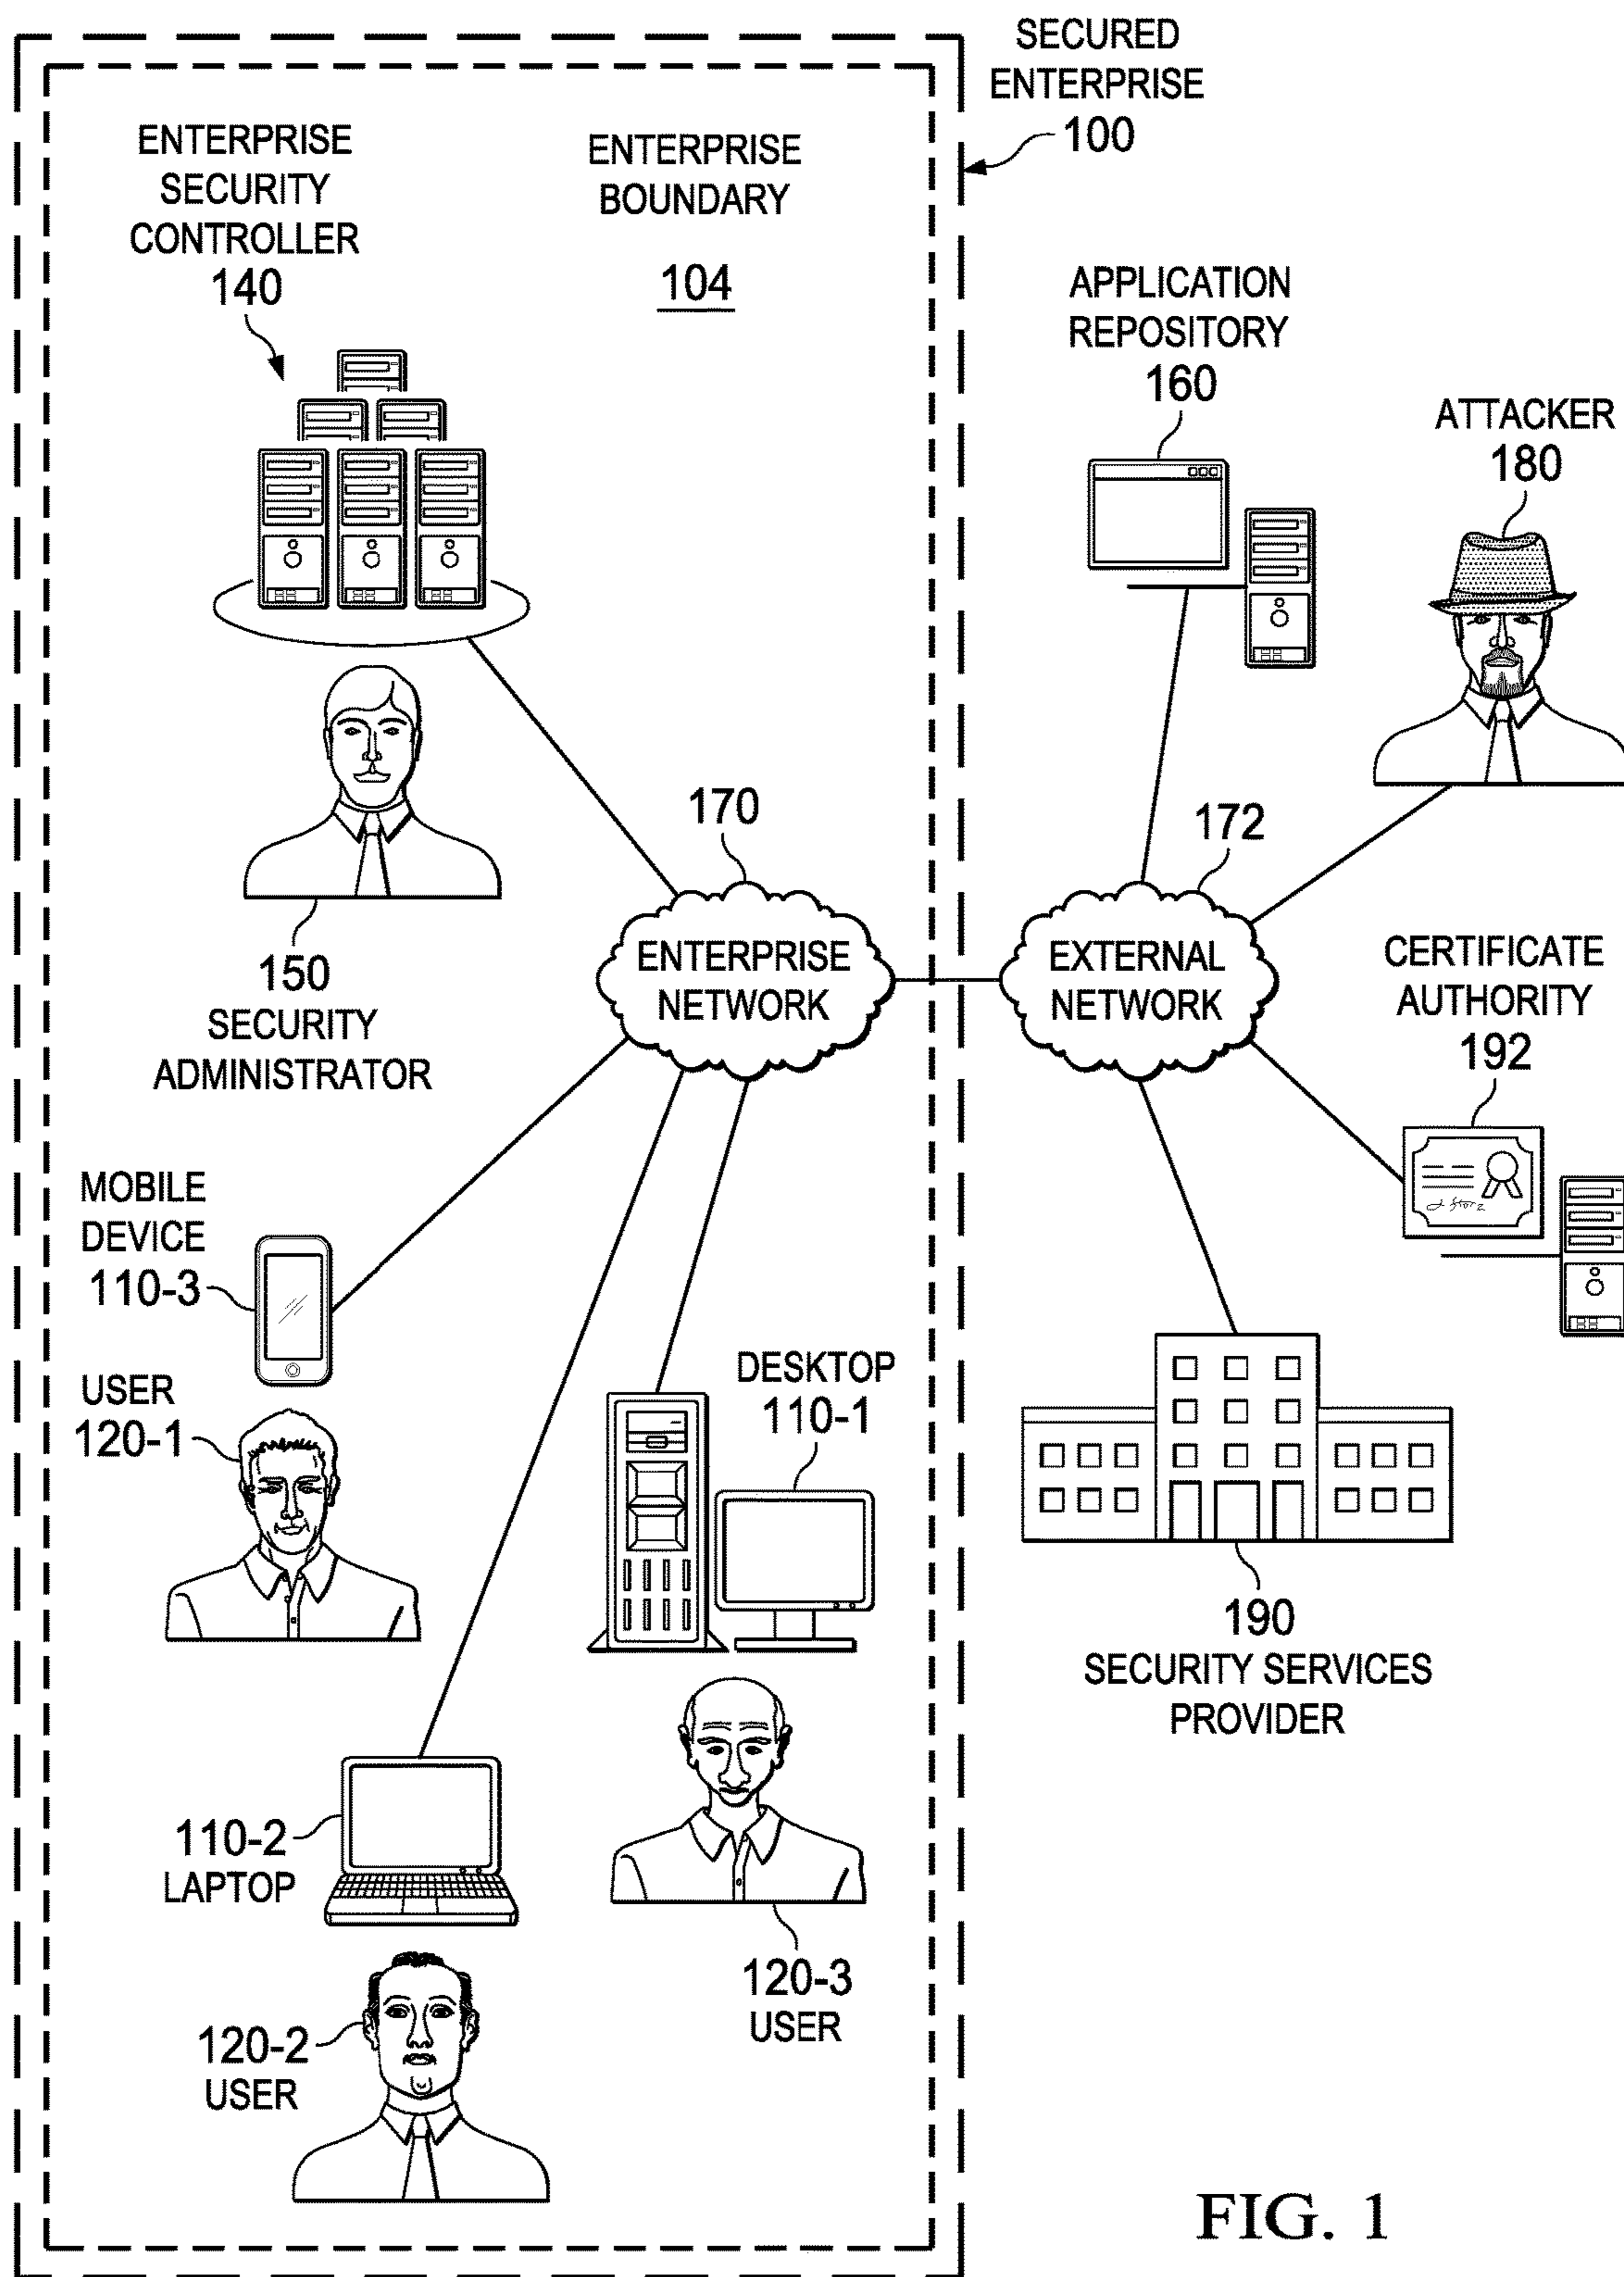 SECURED
ENTERPRISE
100
ENTERPRISE
SECURITY
CONTROLLER
140
ENTERPRISE
BOUNDARY
104
APPLICATION
REPOSITORY
160
ATTACKER
180
150
SECURITY
ADMINISTRATOR
170
ENTERPRISE
NETWORK
172
EXTERNAL
NETWORK
CERTIFICATE
AUTHORITY
192
MOBILE
DEVICE
110-3
USER
120-1
DESKTOP
110-1
190
SECURITY SERVICES
PROVIDER
110-2
LAPTOP
120-3
USER
120-2
USER
FIG. 1